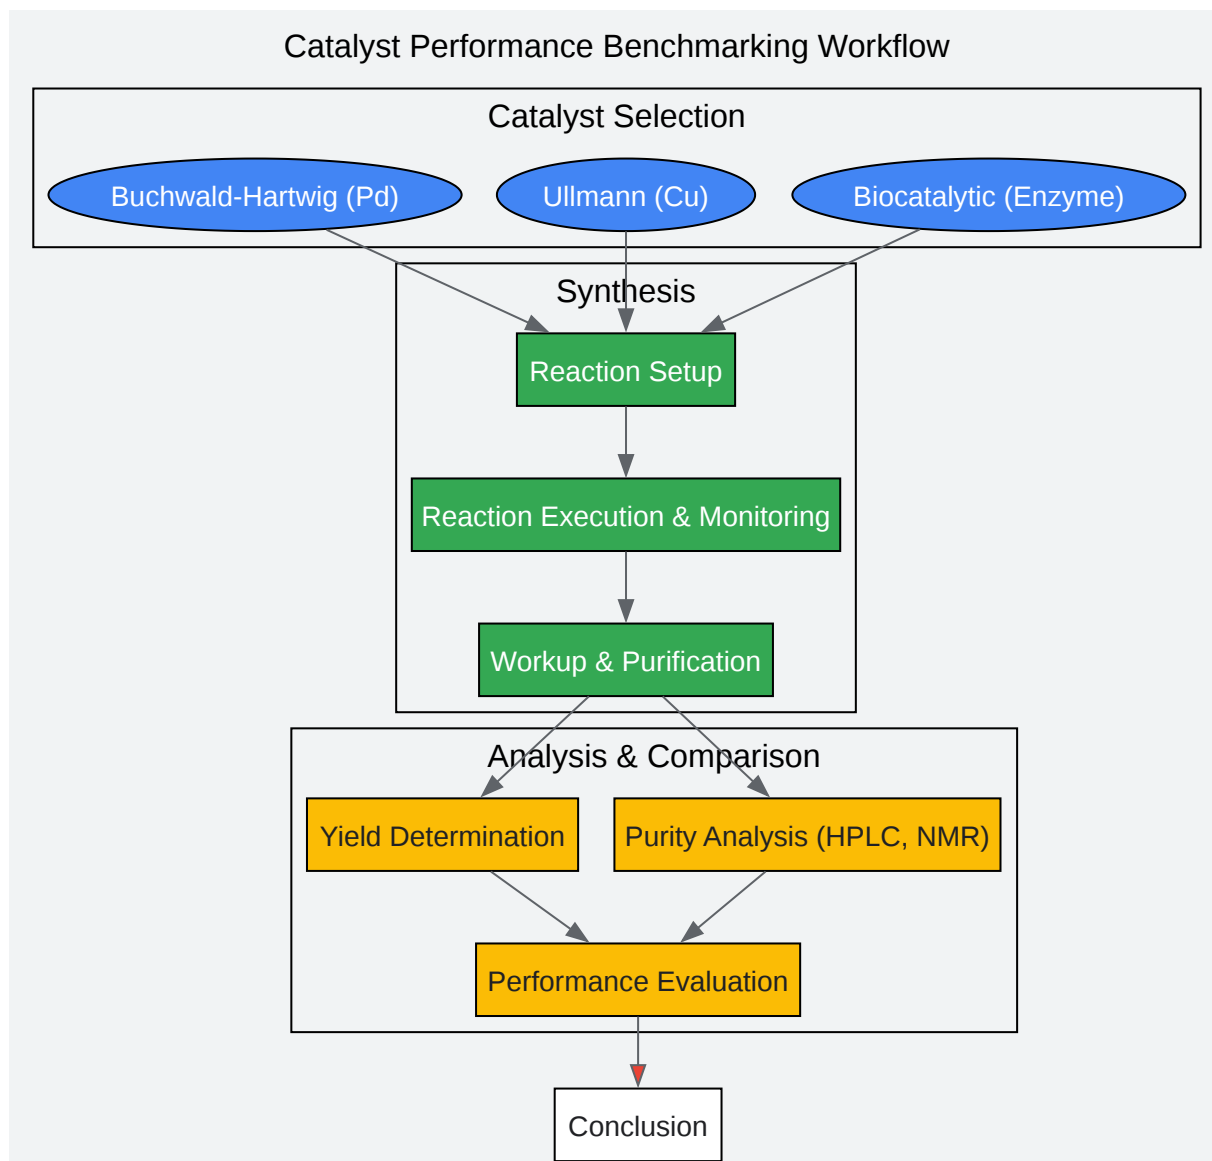 Catalyst Performance Benchmarking Workflow
Catalyst Selection
Buchwald-Hartwig (Pd)
Ullmann (Cu)
Biocatalytic (Enzyme)
Synthesis
Reaction Setup
Reaction Execution & Monitoring
Workup & Purification
Analysis & Comparison
Yield Determination
Purity Analysis (HPLC, NMR)
Performance Evaluation
Conclusion